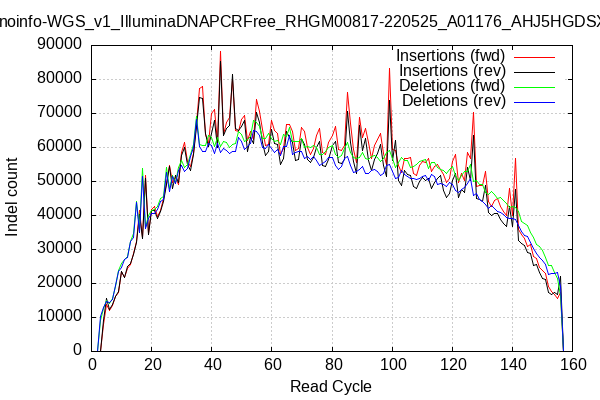 noinfo-WGS_v1_IlluminaDNAPCRFree_RHGM00817-220525_A01176_AHJ5HGDSX
Insertions (fwd)
Insertions (rev)
Deletions (fwd)
Deletions (rev)
Indel count
90000
80000
70000
60000
50000
40000
30000
20000
10000
0
0 20 40 60 80 100 120 140 160
Read Cycle